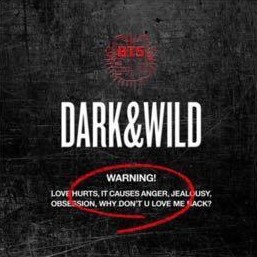 BTS
DARK&WILD
WARNING!
LOVE HURTS, IT CAUSES ANGER, JEALOUSY,
OBSESSION, WHY DON'T U LOVE ME BACK?